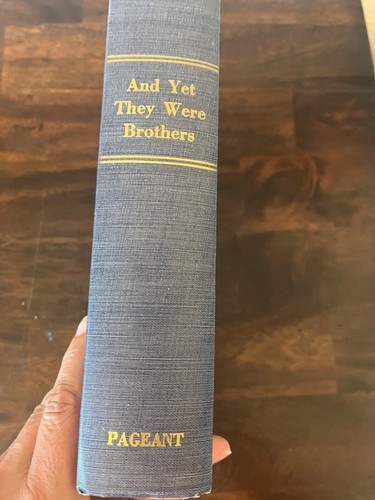 And Yet
They Were
Brothers
PAGEANT